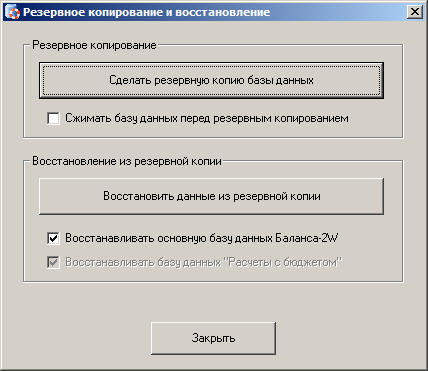 Резервное копирование и восстановление
Резервное копирование
Сделать резервную копию базы данных
Сжимать базу данных перед резервным копированием
Восстановление из резервной копии
Восстановить данные из резервной копии
Восстанавливать основную базу данных Баланса-2W
Восстанавливать базу данных "Расчеты с бюджетом"
Закрыть